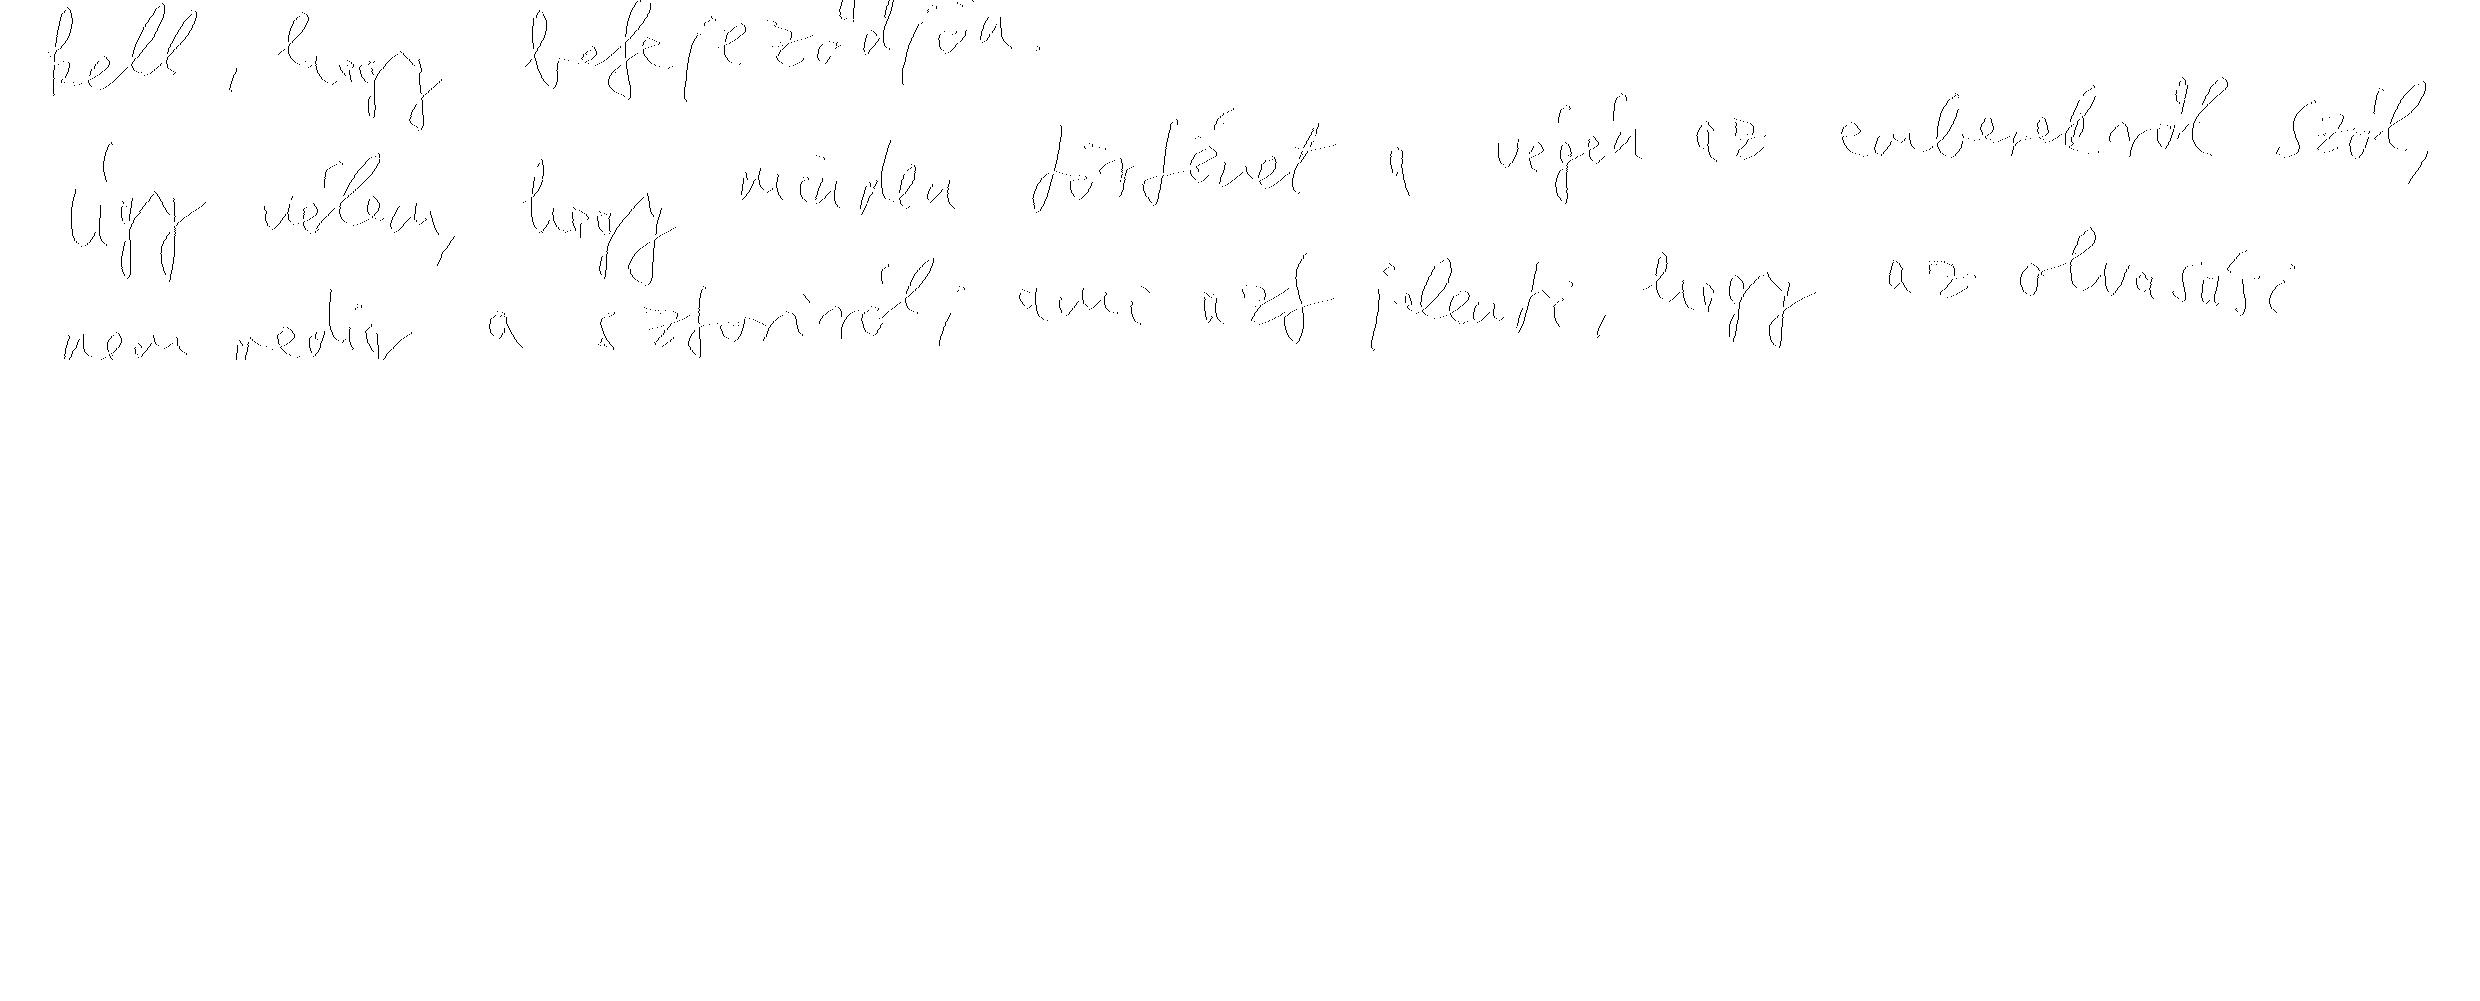 kell, hogy befejeződjön.
Úgy vélem, hogy minden történet a végén az emberekről szól,
nem pedig a sztoriról; ami azt jelenti, hogy az olvasási